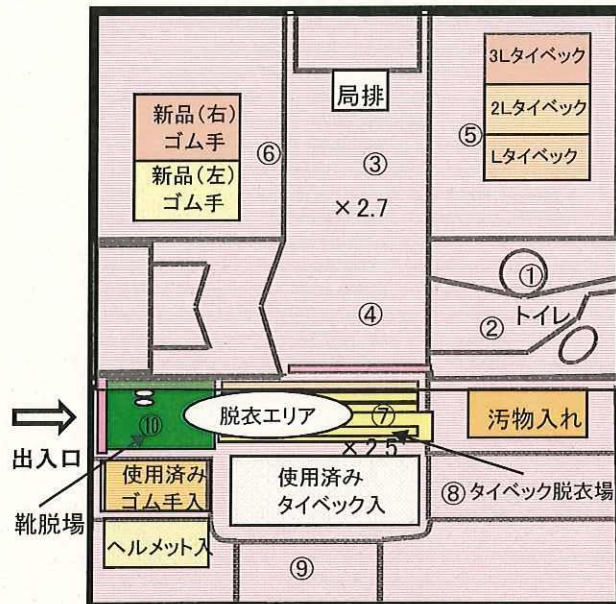 3Lタイベック
2Lタイベック
Lタイベック
⑤
局排
新品(右)
ゴム手
新品(左)
ゴム手
⑥
③
×2.7
①
トイレ
②
④
出入口
⑩
脱衣エリア
⑦
×2.5
汚物入れ
靴脱場
使用済み
ゴム手入
使用済み
タイベック入
⑧タイベック脱衣場
ヘルメット入
⑨